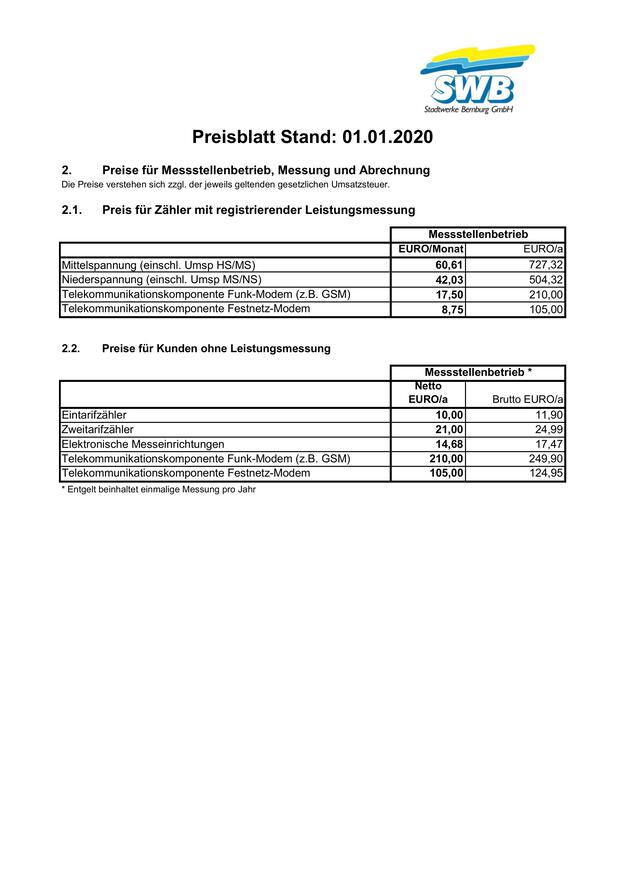 SWB
Stadtwerke Bernburg GmbH
Preisblatt Stand: 01.01.2020
2. Preise für Messstellenbetrieb, Messung und Abrechnung
Die Preise verstehen sich zzgl. der jeweils geltenden gesetzlichen Umsatzsteuer.
2.1. Preis für Zähler mit registrierender Leistungsmessung
Messstellenbetrieb
EURO/Monat EURO/a
Mittelspannung (einschl. Umsp HS/MS) 60,61 727,32
Niederspannung (einschl. Umsp MS/NS) 42,03 504,32
Telekommunikationskomponente Funk-Modem (z.B. GSM) 17,50 210,00
Telekommunikationskomponente Festnetz-Modem 8,75 105,00
2.2. Preise für Kunden ohne Leistungsmessung
Messstellenbetrieb *
Netto
EURO/a Brutto EURO/a
Eintarifzähler 10,00 11,90
Zweitarifzähler 21,00 24,99
Elektronische Messeinrichtungen 14,68 17,47
Telekommunikationskomponente Funk-Modem (z.B. GSM) 210,00 249,90
Telekommunikationskomponente Festnetz-Modem 105,00 124,95
* Entgelt beinhaltet einmalige Messung pro Jahr